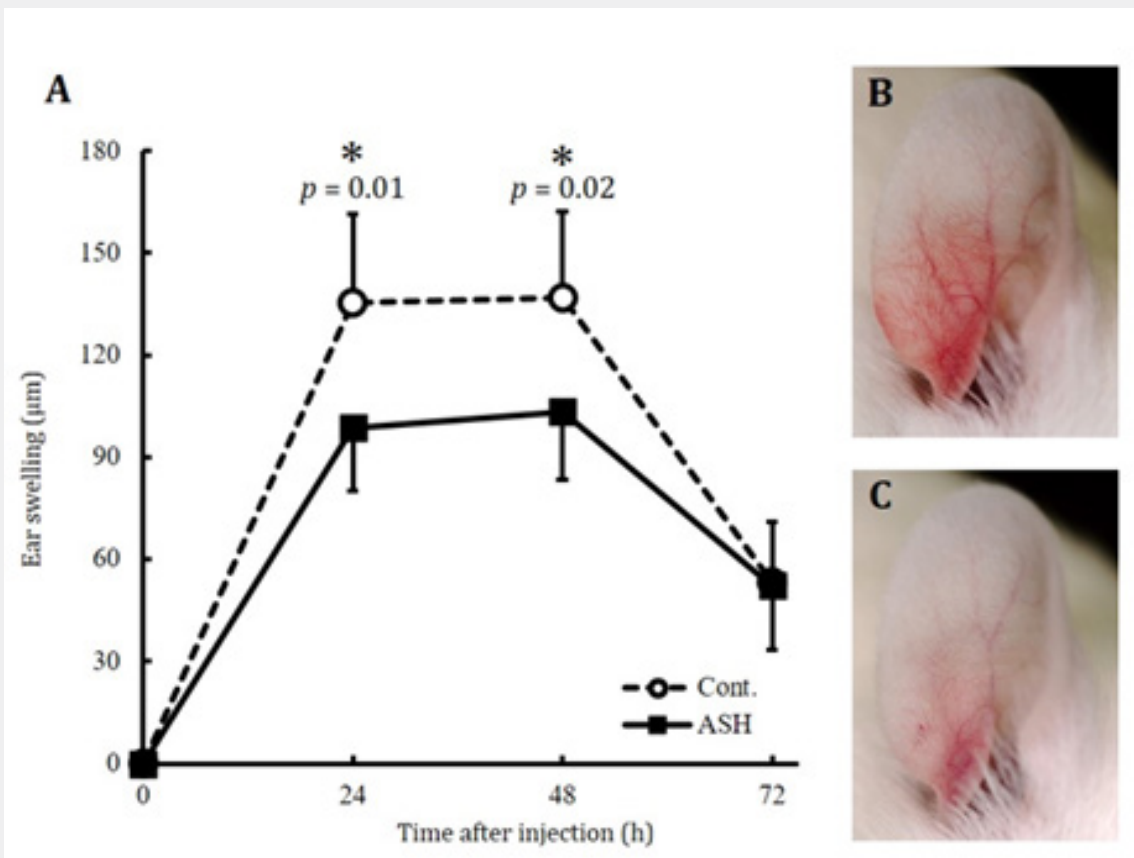 A
B
180
*
*
p = 0.01
p = 0.02
150
120
90
60
30
0
Ear swelling (μm)
Cont.
ASH
0
24
48
72
Time after injection (h)
C